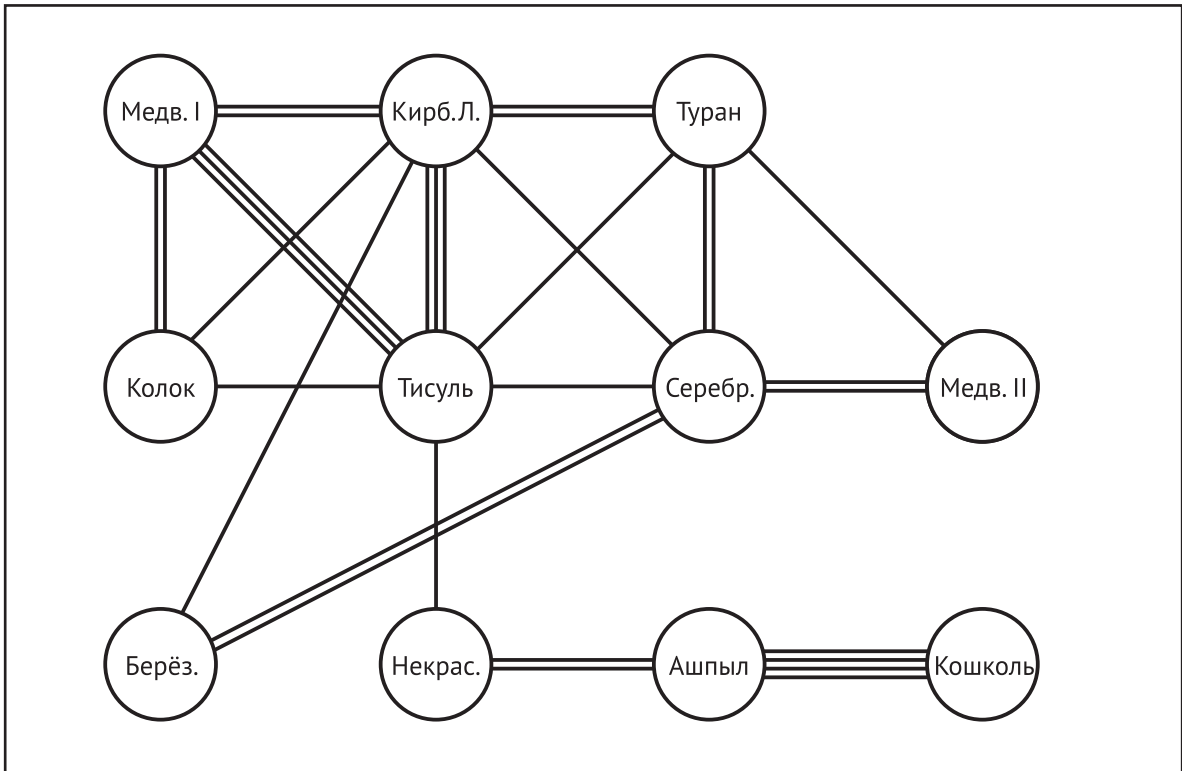 Медв. I
Кирб.Л.
Туран
Колок
Тисуль
Серебр.
Медв. II
Берёз.
Некрас.
Ашпыл
Кошколь